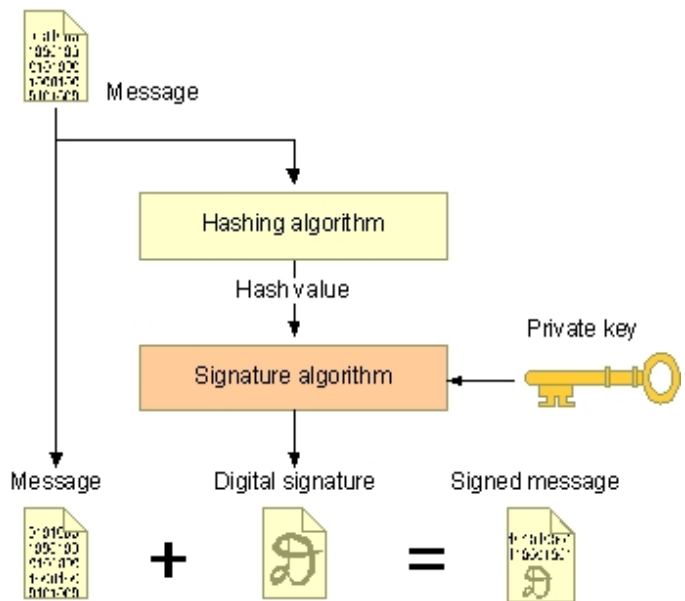 Message
Hashing algorithm
Hash value
Private key
Signature algorithm
Message
Digital signature
Signed message
+
=